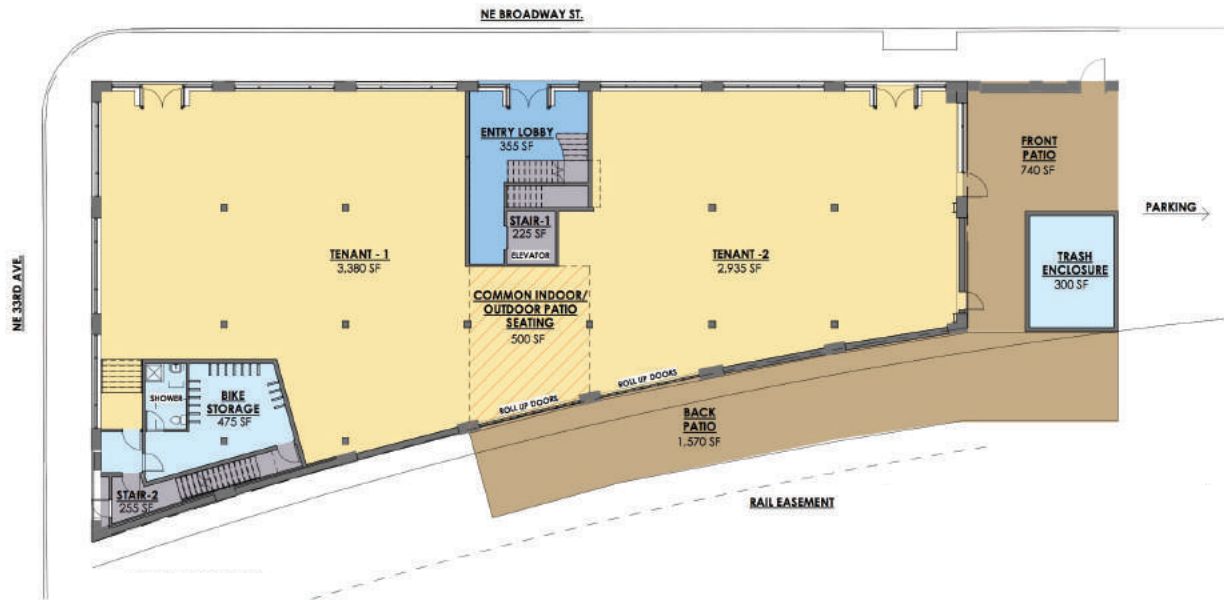 NE BROADWAY ST.
ENTRY LOBBY
355 SF
FRONT
PATIO
740 SF
PARKING
STAIR-1
225 SF
ELEVATOR
TENANT - 1
3,380 SF
TENANT -2
2,935 SF
TRASH
ENCLOSURE
300 SF
NE 33RD AVE.
COMMON INDOOR/
OUTDOOR PATIO
SEATING
500 SF
ROLL UP DOORS
ROLL UP DOORS
SHOWER
BIKE
STORAGE
475 SF
BACK
PATIO
1,570 SF
STAIR-2
255 SF
RAIL EASEMENT